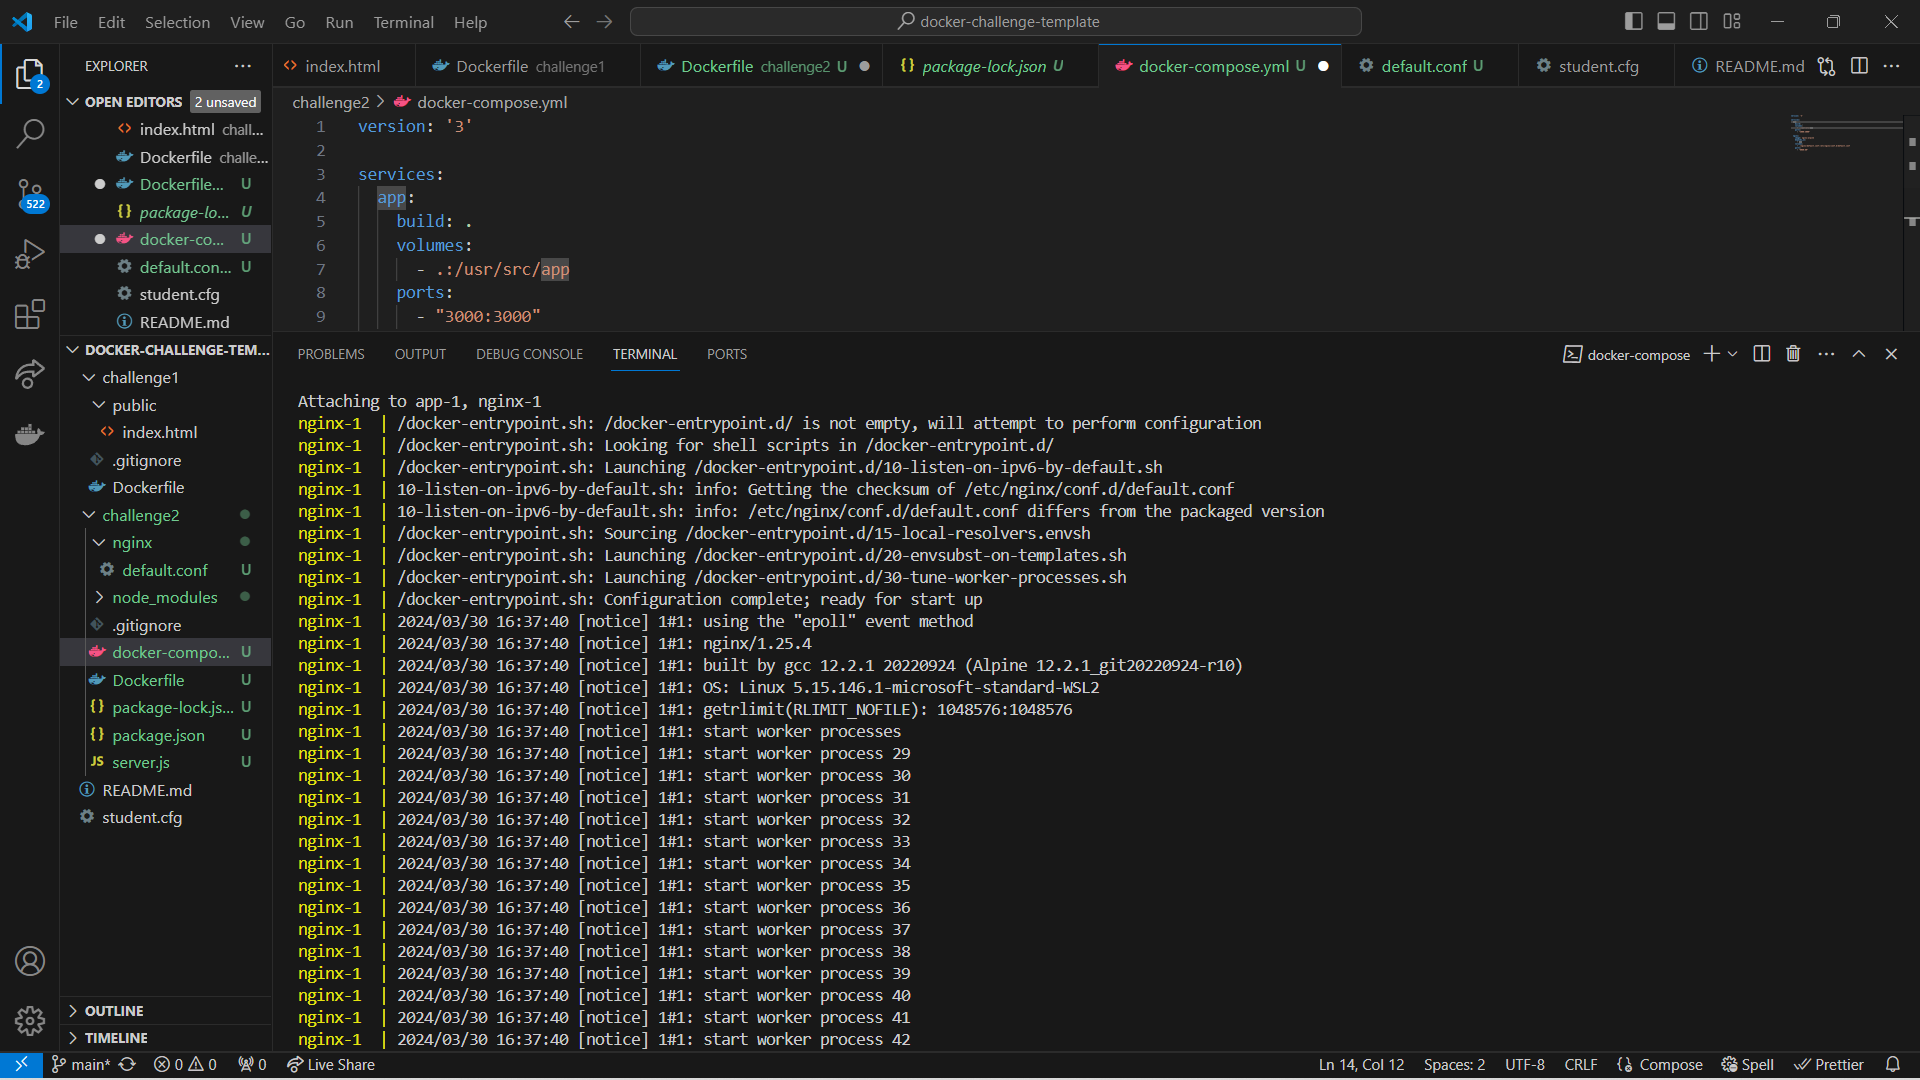 File Edit Selection View Go Run Terminal Help
docker-challenge-template
2
522
EXPLORER
OPEN EDITORS 2 unsaved
index.html chall...
Dockerfile challe...
Dockerfile... U
package-lo... U
docker-co... U
default.con... U
student.cfg
README.md
DOCKER-CHALLENGE-TEM...
challenge1
public
index.html
.gitignore
Dockerfile
challenge2
nginx
default.conf U
node_modules
.gitignore
docker-compo... U
Dockerfile U
package-lock.js... U
package.json U
server.js U
README.md
student.cfg
OUTLINE
TIMELINE
index.html Dockerfile challenge1 Dockerfile challenge2 U package-lock.json U docker-compose.yml U default.conf U student.cfg README.md
challenge2 > docker-compose.yml
1 version: '3'
2
3 services:
4 app:
5 build: .
6 volumes:
7 - .:/usr/src/app
8 ports:
9 - "3000:3000"
PROBLEMS OUTPUT DEBUG CONSOLE TERMINAL PORTS
docker-compose
Attaching to app-1, nginx-1
nginx-1 | /docker-entrypoint.sh: /docker-entrypoint.d/ is not empty, will attempt to perform configuration
nginx-1 | /docker-entrypoint.sh: Looking for shell scripts in /docker-entrypoint.d/
nginx-1 | /docker-entrypoint.sh: Launching /docker-entrypoint.d/10-listen-on-ipv6-by-default.sh
nginx-1 | 10-listen-on-ipv6-by-default.sh: info: Getting the checksum of /etc/nginx/conf.d/default.conf
nginx-1 | 10-listen-on-ipv6-by-default.sh: info: /etc/nginx/conf.d/default.conf differs from the packaged version
nginx-1 | /docker-entrypoint.sh: Sourcing /docker-entrypoint.d/15-local-resolvers.envsh
nginx-1 | /docker-entrypoint.sh: Launching /docker-entrypoint.d/20-envsubst-on-templates.sh
nginx-1 | /docker-entrypoint.sh: Launching /docker-entrypoint.d/30-tune-worker-processes.sh
nginx-1 | /docker-entrypoint.sh: Configuration complete; ready for start up
nginx-1 | 2024/03/30 16:37:40 [notice] 1#1: using the "epoll" event method
nginx-1 | 2024/03/30 16:37:40 [notice] 1#1: nginx/1.25.4
nginx-1 | 2024/03/30 16:37:40 [notice] 1#1: built by gcc 12.2.1 20220924 (Alpine 12.2.1_git20220924-r10)
nginx-1 | 2024/03/30 16:37:40 [notice] 1#1: OS: Linux 5.15.146.1-microsoft-standard-WSL2
nginx-1 | 2024/03/30 16:37:40 [notice] 1#1: getrlimit(RLIMIT_NOFILE): 1048576:1048576
nginx-1 | 2024/03/30 16:37:40 [notice] 1#1: start worker processes
nginx-1 | 2024/03/30 16:37:40 [notice] 1#1: start worker process 29
nginx-1 | 2024/03/30 16:37:40 [notice] 1#1: start worker process 30
nginx-1 | 2024/03/30 16:37:40 [notice] 1#1: start worker process 31
nginx-1 | 2024/03/30 16:37:40 [notice] 1#1: start worker process 32
nginx-1 | 2024/03/30 16:37:40 [notice] 1#1: start worker process 33
nginx-1 | 2024/03/30 16:37:40 [notice] 1#1: start worker process 34
nginx-1 | 2024/03/30 16:37:40 [notice] 1#1: start worker process 35
nginx-1 | 2024/03/30 16:37:40 [notice] 1#1: start worker process 36
nginx-1 | 2024/03/30 16:37:40 [notice] 1#1: start worker process 37
nginx-1 | 2024/03/30 16:37:40 [notice] 1#1: start worker process 38
nginx-1 | 2024/03/30 16:37:40 [notice] 1#1: start worker process 39
nginx-1 | 2024/03/30 16:37:40 [notice] 1#1: start worker process 40
nginx-1 | 2024/03/30 16:37:40 [notice] 1#1: start worker process 41
nginx-1 | 2024/03/30 16:37:40 [notice] 1#1: start worker process 42
main* 0 0 0 Live Share Ln 14, Col 12 Spaces: 2 UTF-8 CRLF Compose Spell Prettier